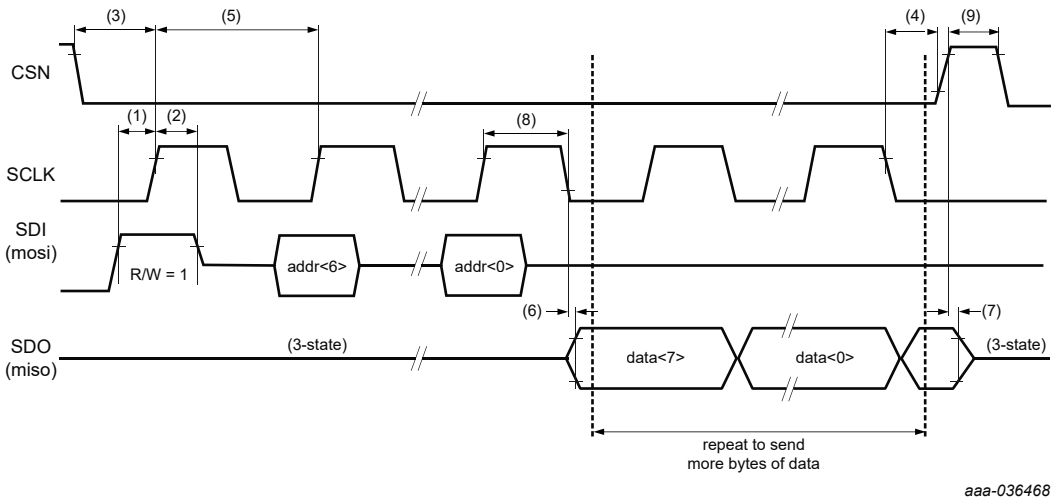 (3) (5) (4) (9)
CSN
(1) (2) (8)
SCLK
SDI
(mosi)
R/W = 1 addr<6> addr<0>
(6) (7)
SDO
(miso)
(3-state) data<7> data<0> (3-state)
repeat to send
more bytes of data
aaa-036468